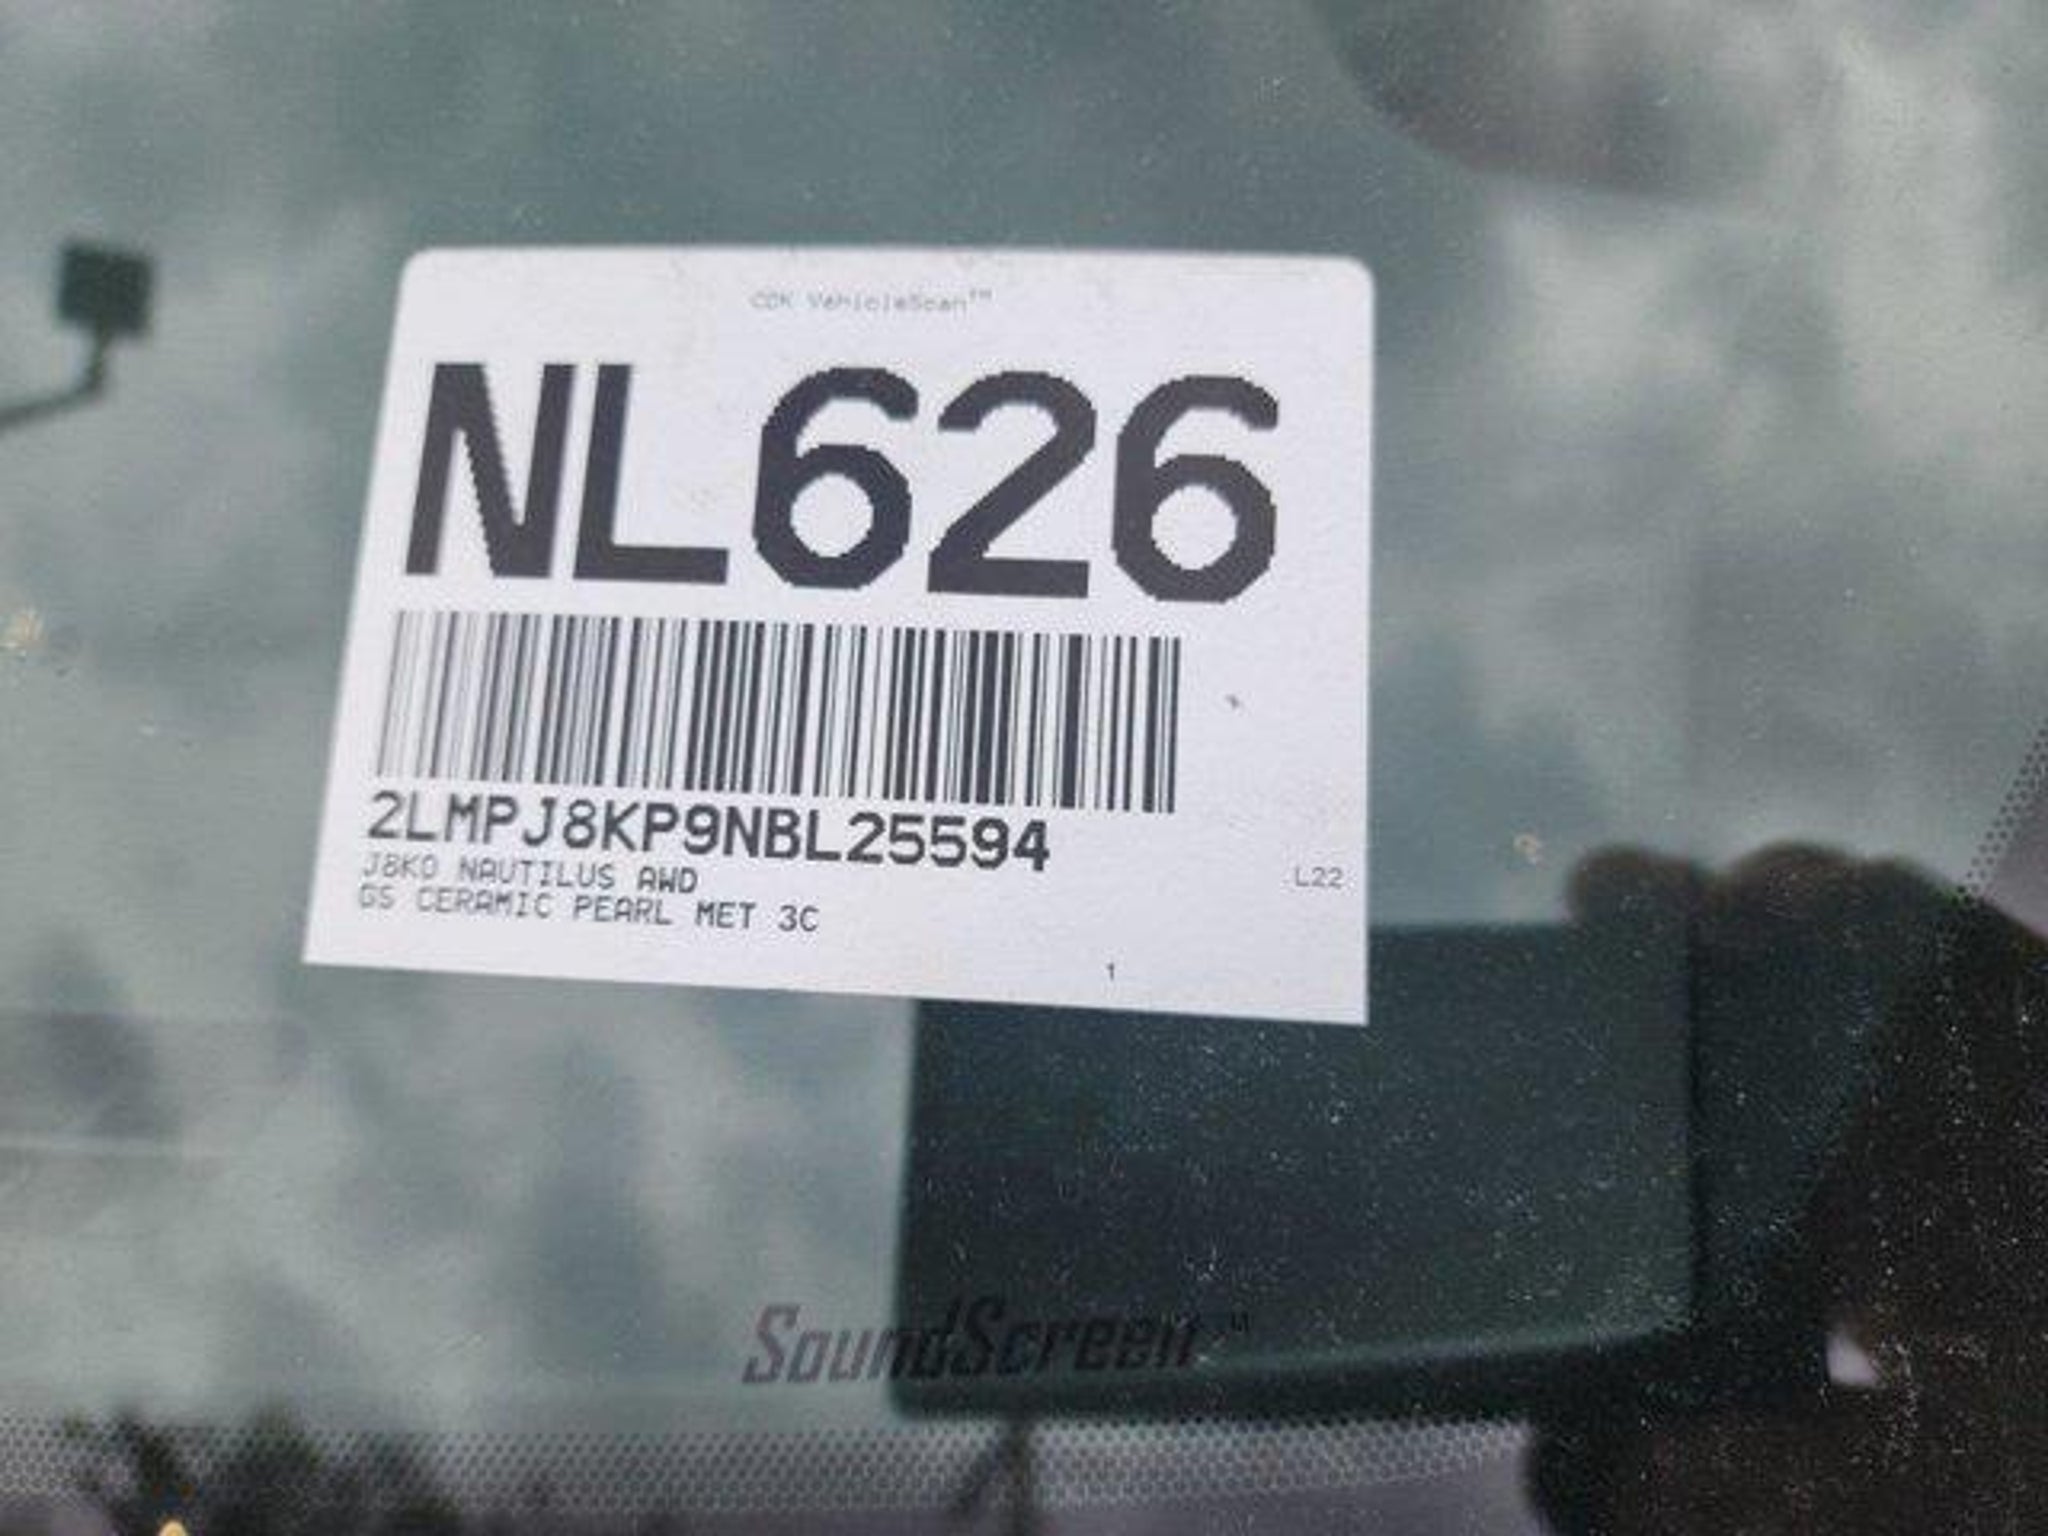 CDK VehicleScan™
NL626
2LMPJ8KP9NBL25594
J8K0 NAUTILUS AWD
GS CERAMIC PEARL MET 3C
L22
1
SoundScreen™